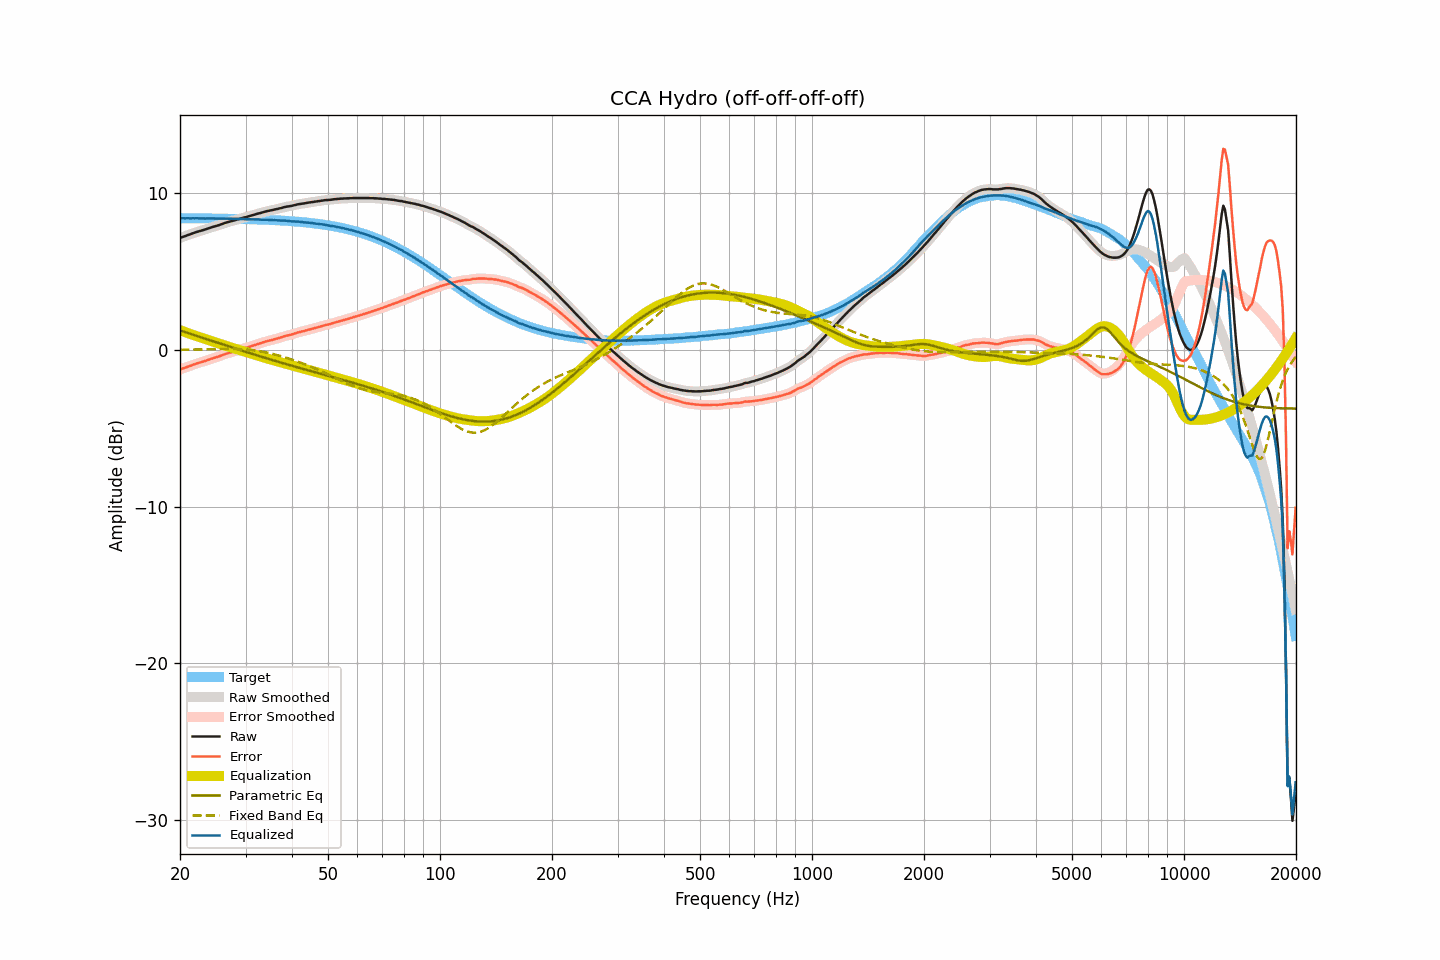 CCA Hydro (off-off-off-off)
10
0
−10
−20
−30
Amplitude (dBr)
Target
Raw Smoothed
Error Smoothed
Raw
Error
Equalization
Parametric Eq
Fixed Band Eq
Equalized
20 50 100 200 500 1000 2000 5000 10000 20000
Frequency (Hz)